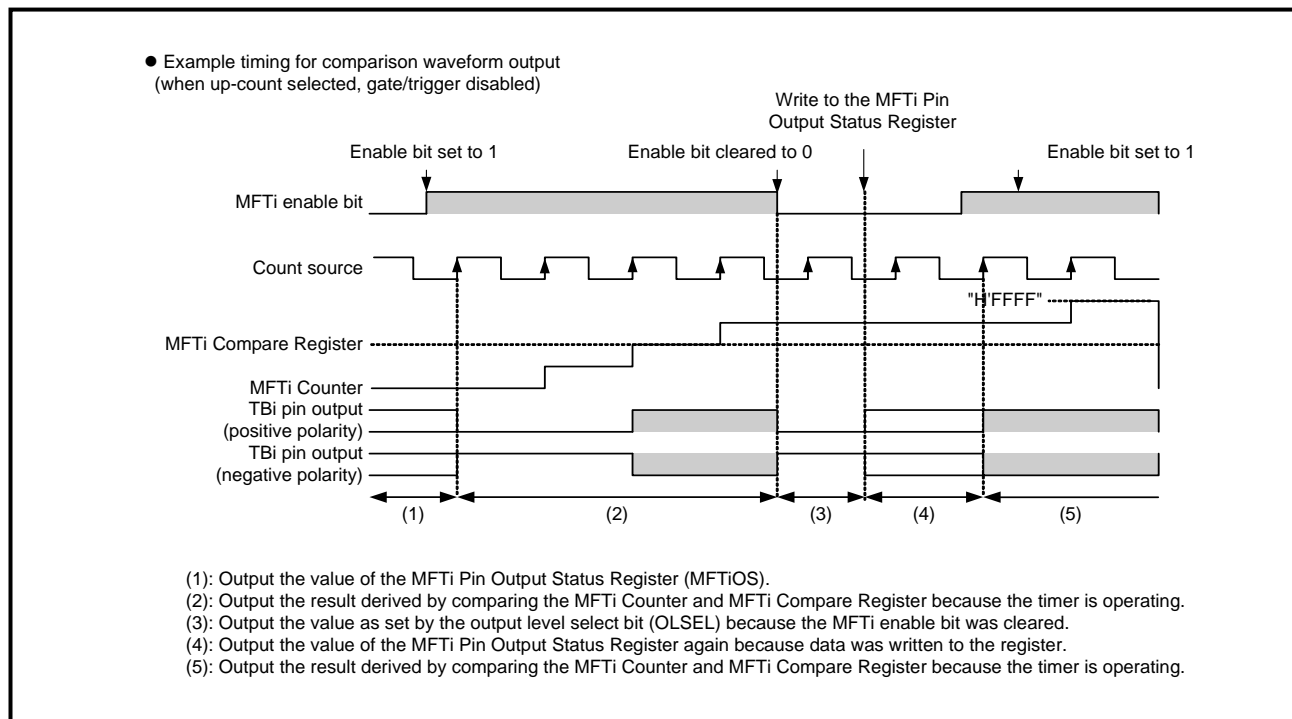 ● Example timing for comparison waveform output
(when up-count selected, gate/trigger disabled)
Write to the MFTi Pin
Output Status Register
Enable bit set to 1
Enable bit cleared to 0
Enable bit set to 1
MFTi enable bit
Count source
"H'FFFF"
MFTi Compare Register
MFTi Counter
TBi pin output
(positive polarity)
TBi pin output
(negative polarity)
(1)
(2)
(3)
(4)
(5)
(1): Output the value of the MFTi Pin Output Status Register (MFTiOS).
(2): Output the result derived by comparing the MFTi Counter and MFTi Compare Register because the timer is operating.
(3): Output the value as set by the output level select bit (OLSEL) because the MFTi enable bit was cleared.
(4): Output the value of the MFTi Pin Output Status Register again because data was written to the register.
(5): Output the result derived by comparing the MFTi Counter and MFTi Compare Register because the timer is operating.